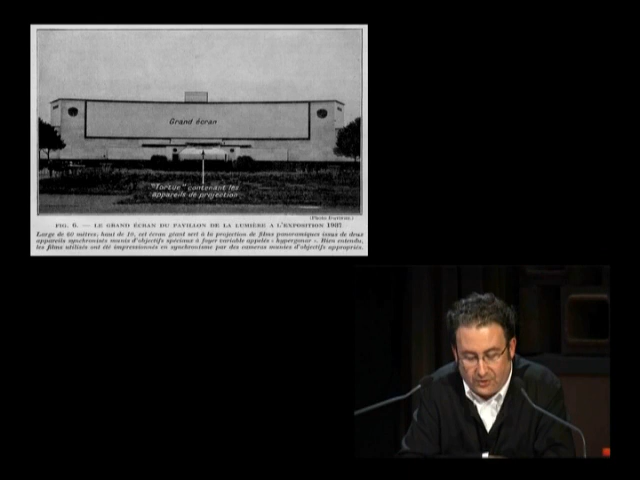 Grand écran
"Tortue" contenant les
appareils de projection
FIG. 6. — LE GRAND ÉCRAN DU PAVILLON DE LA LUMIÈRE A L'EXPOSITION 1937
Large de 60 mètres, haut de 10, cet écran géant sert à la projection de films panoramiques issus de deux
appareils synchronisés munis d'objectifs spéciaux à foyer variable appelés « hypergonar ». Bien entendu,
les films utilisés ont été impressionnés en synchronisme par des cameras munies d'objectifs appropriés.